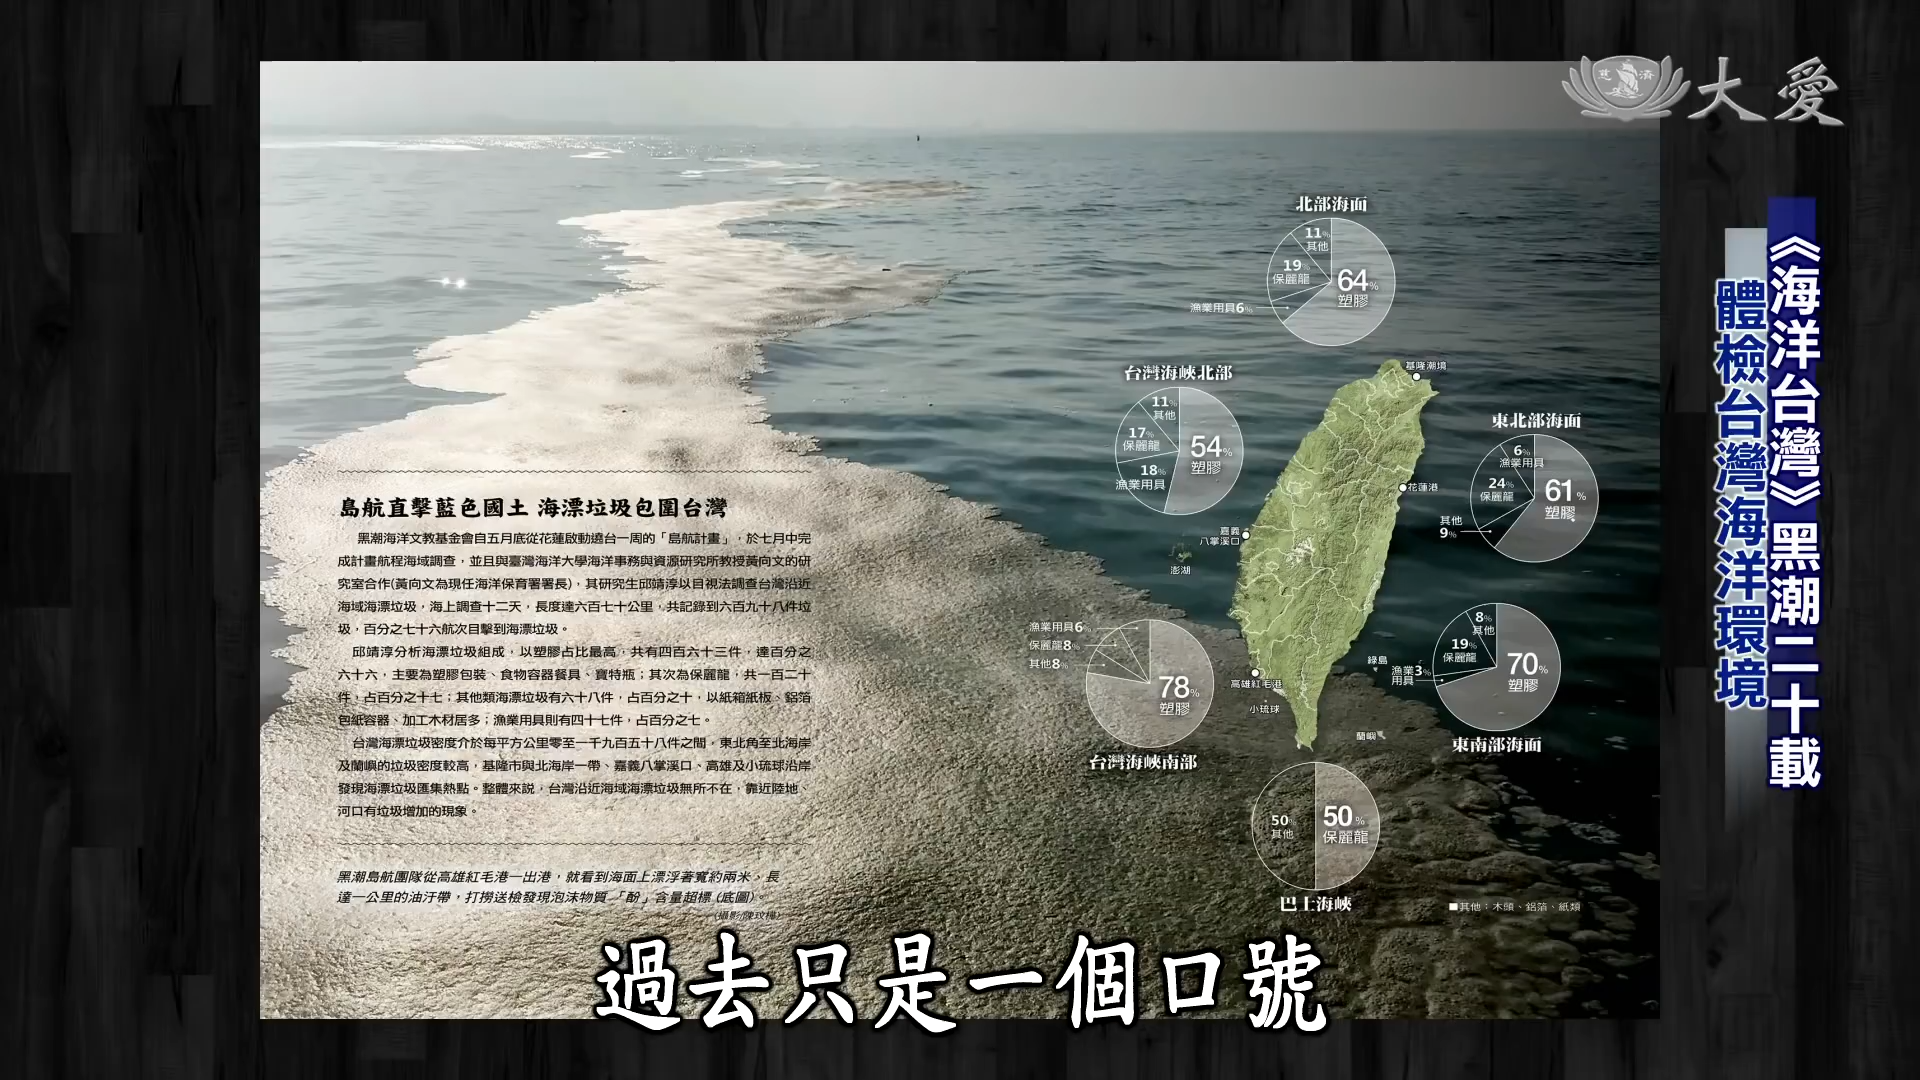 慈濟
大愛
《海洋台灣》黑潮二十載
體檢台灣海洋環境
島航直擊藍色國土 海漂垃圾包圍台灣
黑潮海洋文教基金會自五月底從花蓮啟動繞台一周的「島航計畫」，於七月中完
成計畫航程海域調查，並且與臺灣海洋大學海洋事務與資源研究所教授黃向文的研
究室合作(黃向文為現任海洋保育署署長)，其研究生邱靖淳以目視法調查台灣沿近
海域海漂垃圾，海上調查十二天，長度達六百七十公里，共記錄到六百九十八件垃
圾，百分之七十六航次目擊到海漂垃圾。
邱靖淳分析海漂垃圾組成，以塑膠占比最高，共有四百六十三件，達百分之
六十六，主要為塑膠包裝、食物容器餐具、寶特瓶；其次為保麗龍，共一百二十
件，占百分之十七；其他類海漂垃圾有六十八件，占百分之十，以紙箱紙板、鋁箔
包紙容器、加工木材居多；漁業用具則有四十七件，占百分之七。
台灣海漂垃圾密度介於每平方公里零至一千九百五十八件之間，東北角至北海岸
及蘭嶼的垃圾密度較高，基隆市與北海岸一帶、嘉義八掌溪口、高雄及小琉球沿岸
發現海漂垃圾匯集熱點。整體來説，台灣沿近海域海漂垃圾無所不在，靠近陸地、
河口有垃圾增加的現象。
黑潮島航團隊從高雄紅毛港一出港，就看到海面上漂浮著寬約兩米、長
達一公里的油汙帶，打撈送檢發現泡沫物質「酚」含量超標(底圖)。
北部海面
11%
其他
19%
保麗龍
漁業用具6%
64%
塑膠
台灣海峽北部
11%
其他
17%
保麗龍
18%
漁業用具
54%
塑膠
東北部海面
6%
漁業用具
24%
保麗龍
其他
9%
61%
塑膠
基隆潮境
花蓮港
嘉義
八掌溪口
澎湖
漁業用具6%
保麗龍8%
其他8%
78%
塑膠
台灣海峽南部
高雄紅毛港
小琉球
綠島
蘭嶼
8%
其他
19%
保麗龍
漁業3%
用具
70%
塑膠
東南部海面
50%
其他
50%
保麗龍
巴士海峽
■其他：木頭、鋁箔、紙類
過去只是一個口號